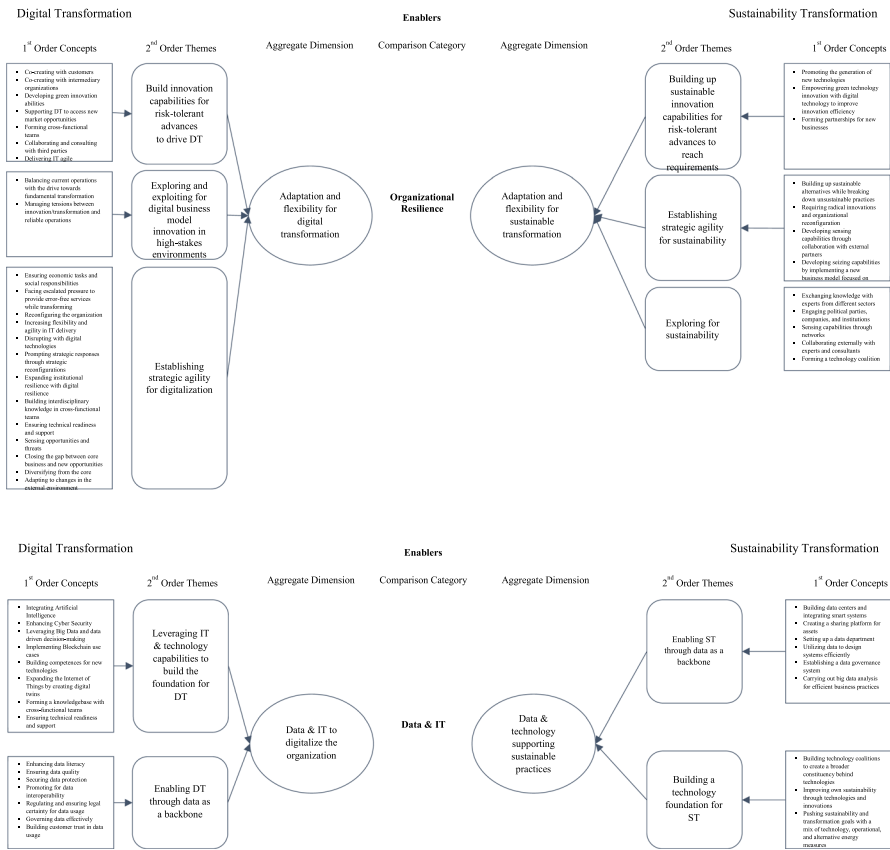 Digital Transformation
Enablers
Sustainability Transformation
1st Order Concepts
2nd Order Themes
Aggregate Dimension
Comparison Category
Aggregate Dimension
2nd Order Themes
1st Order Concepts
▪ Co-creating with customers
▪ Co-creating with intermediary
organizations
▪ Developing green innovation
abilities
▪ Supporting DT to access new
market opportunities
▪ Forming cross-functional
teams
▪ Collaborating and consulting
with third parties
▪ Delivering IT agile
Build innovation
capabilities for
risk-tolerant
advances
to drive DT
▪ Balancing current operations
with the drive towards
fundamental transformation
▪ Managing tensions between
innovation/transformation and
reliable operations
Exploring and
exploiting for
digital business
model
innovation in
high-stakes
environments
▪ Ensuring economic tasks and
social responsibilities
▪ Facing escalated pressure to
provide error-free services
while transforming
▪ Reconfiguring the organization
▪ Increasing flexibility and
agility in IT delivery
▪ Disrupting with digital
technologies
▪ Prompting strategic responses
through strategic
reconfigurations
▪ Expanding institutional
resilience with digital
resilience
▪ Building interdisciplinary
knowledge in cross-functional
teams
▪ Ensuring technical readiness
and support
▪ Sensing opportunities and
threats
▪ Closing the gap between core
business and new opportunities
▪ Diversifying from the core
▪ Adapting to changes in the
external environment
Establishing
strategic agility
for digitalization
Adaptation and
flexibility for
digital
transformation
Organizational
Resilience
Adaptation and
flexibility for
sustainable
transformation
Building up
sustainable
innovation
capabilities for
risk-tolerant
advances to
reach
requirements
▪ Promoting the generation of
new technologies
▪ Empowering green technology
innovation with digital
technology to improve
innovation efficiency
▪ Forming partnerships for new
businesses
Establishing
strategic agility
for sustainability
▪ Building up sustainable
alternatives while breaking
down unsustainable practices
▪ Requiring radical innovations
and organizational
reconfiguration
▪ Developing sensing
capabilities through
collaboration with external
partners
▪ Developing seizing capabilities
by implementing a new
business model focused on
Exploring for
sustainability
▪ Exchanging knowledge with
experts from different sectors
▪ Engaging political parties,
companies, and institutions
▪ Sensing capabilities through
networks
▪ Collaborating externally with
experts and consultants
▪ Forming a technology coalition
Digital Transformation
Enablers
Sustainability Transformation
1st Order Concepts
2nd Order Themes
Aggregate Dimension
Comparison Category
Aggregate Dimension
2nd Order Themes
1st Order Concepts
▪ Integrating Artificial
Intelligence
▪ Enhancing Cyber Security
▪ Leveraging Big Data and data
driven decision-making
▪ Implementing Blockchain use
cases
▪ Building competences for new
technologies
▪ Expanding the Internet of
Things by creating digital
twins
▪ Forming a knowledgebase with
cross-functional teams
▪ Ensuring technical readiness
and support
Leveraging IT
& technology
capabilities to
build the
foundation for
DT
▪ Enhancing data literacy
▪ Ensuring data quality
▪ Securing data protection
▪ Promoting for data
interoperability
▪ Regulating and ensuring legal
certainty for data usage
▪ Governing data effectively
▪ Building customer trust in data
usage
Enabling DT
through data as
a backbone
Data & IT to
digitalize the
organization
Data & IT
Data &
technology
supporting
sustainable
practices
Enabling ST
through data as a
backbone
▪ Building data centers and
integrating smart systems
▪ Creating a sharing platform for
assets
▪ Setting up a data department
▪ Utilizing data to design
systems efficiently
▪ Establishing a data governance
system
▪ Carrying out big data analysis
for efficient business practices
Building a
technology
foundation for
ST
▪ Building technology coalitions
to create a broader
constituency behind
technologies
▪ Improving own sustainability
through technologies and
innovations
▪ Pushing sustainability and
transformation goals with a
mix of technology, operational,
and alternative energy
measures